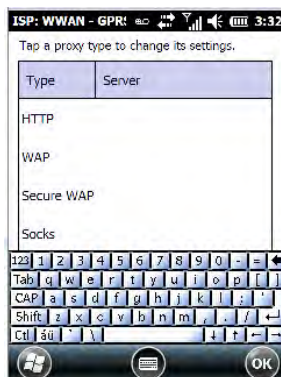 ISP: WWAN - GPR: 3:32
Tap a proxy type to change its settings.
Type Server
HTTP
WAP
Secure WAP
Socks
123 1 2 3 4 5 6 7 8 9 0 - =
Tab q w e r t y u i o p [ ]
CAP a s d f g h j k l ; '
Shift z x c v b n m , . /
Ctl áü ` \
OK